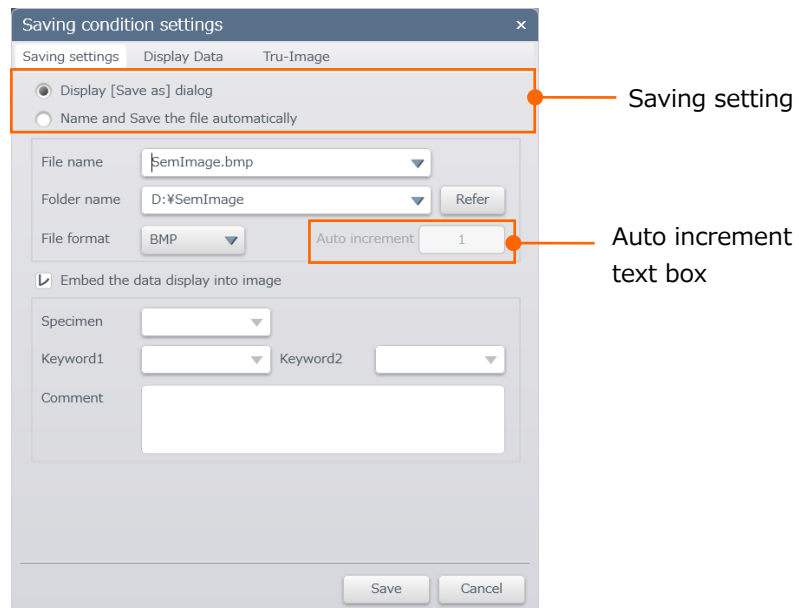 Saving condition settings ×
Saving settings Display Data Tru-Image
Display [Save as] dialog
Name and Save the file automatically
Saving setting
File name SemImage.bmp
Folder name D:¥SemImage Refer
File format BMP Auto increment 1
Auto increment
text box
Embed the data display into image
Specimen
Keyword1 Keyword2
Comment
Save Cancel